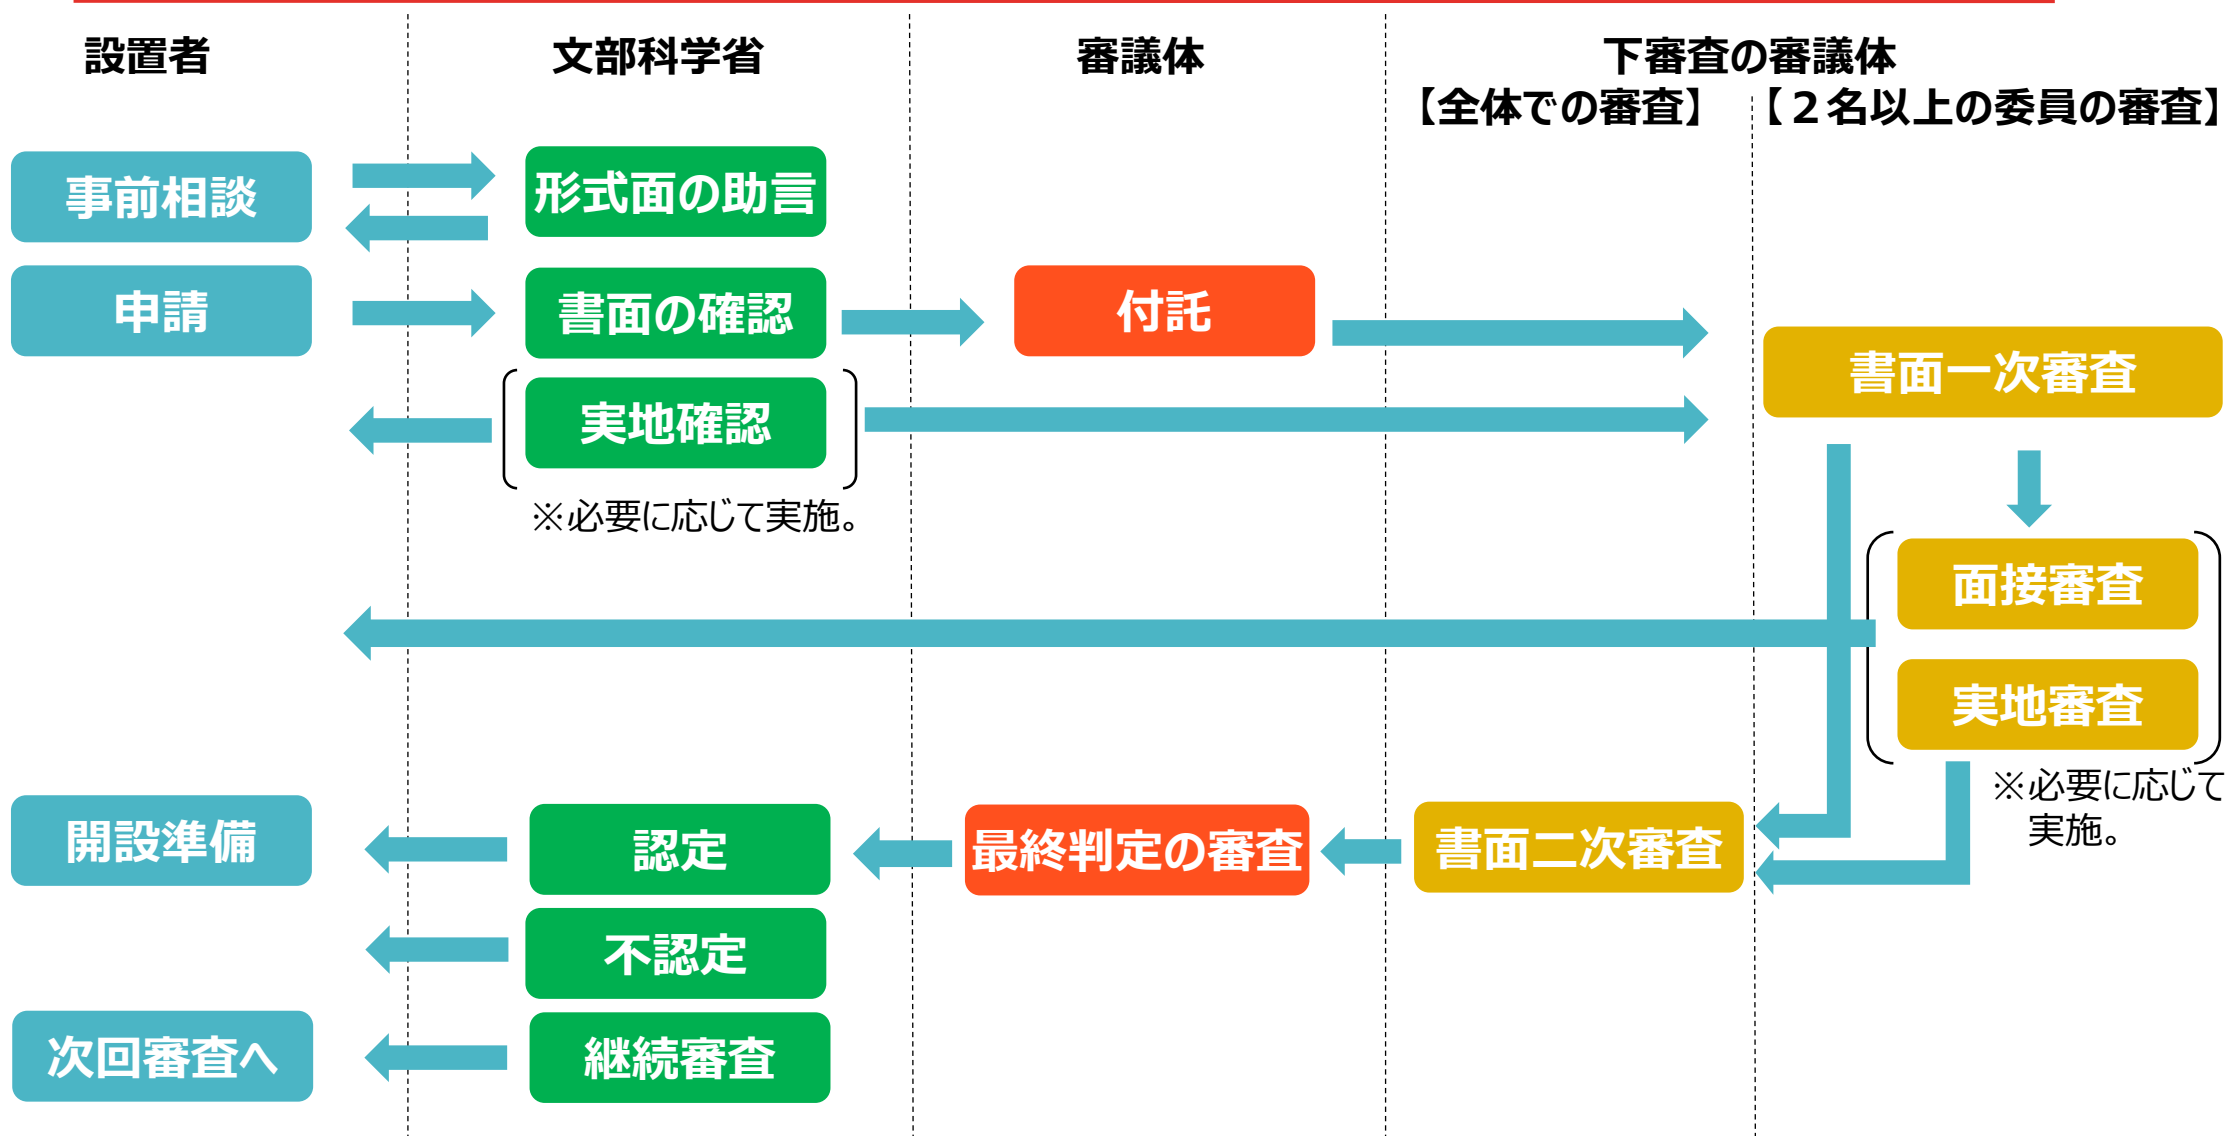 設置者
文部科学省
審議体
下審査の審議体
【全体での審査】
【２名以上の委員の審査】
事前相談
形式面の助言
申請
書面の確認
付託
書面一次審査
実地確認
※必要に応じて実施。
面接審査
実地審査
※必要に応じて
実施。
開設準備
認定
最終判定の審査
書面二次審査
不認定
次回審査へ
継続審査